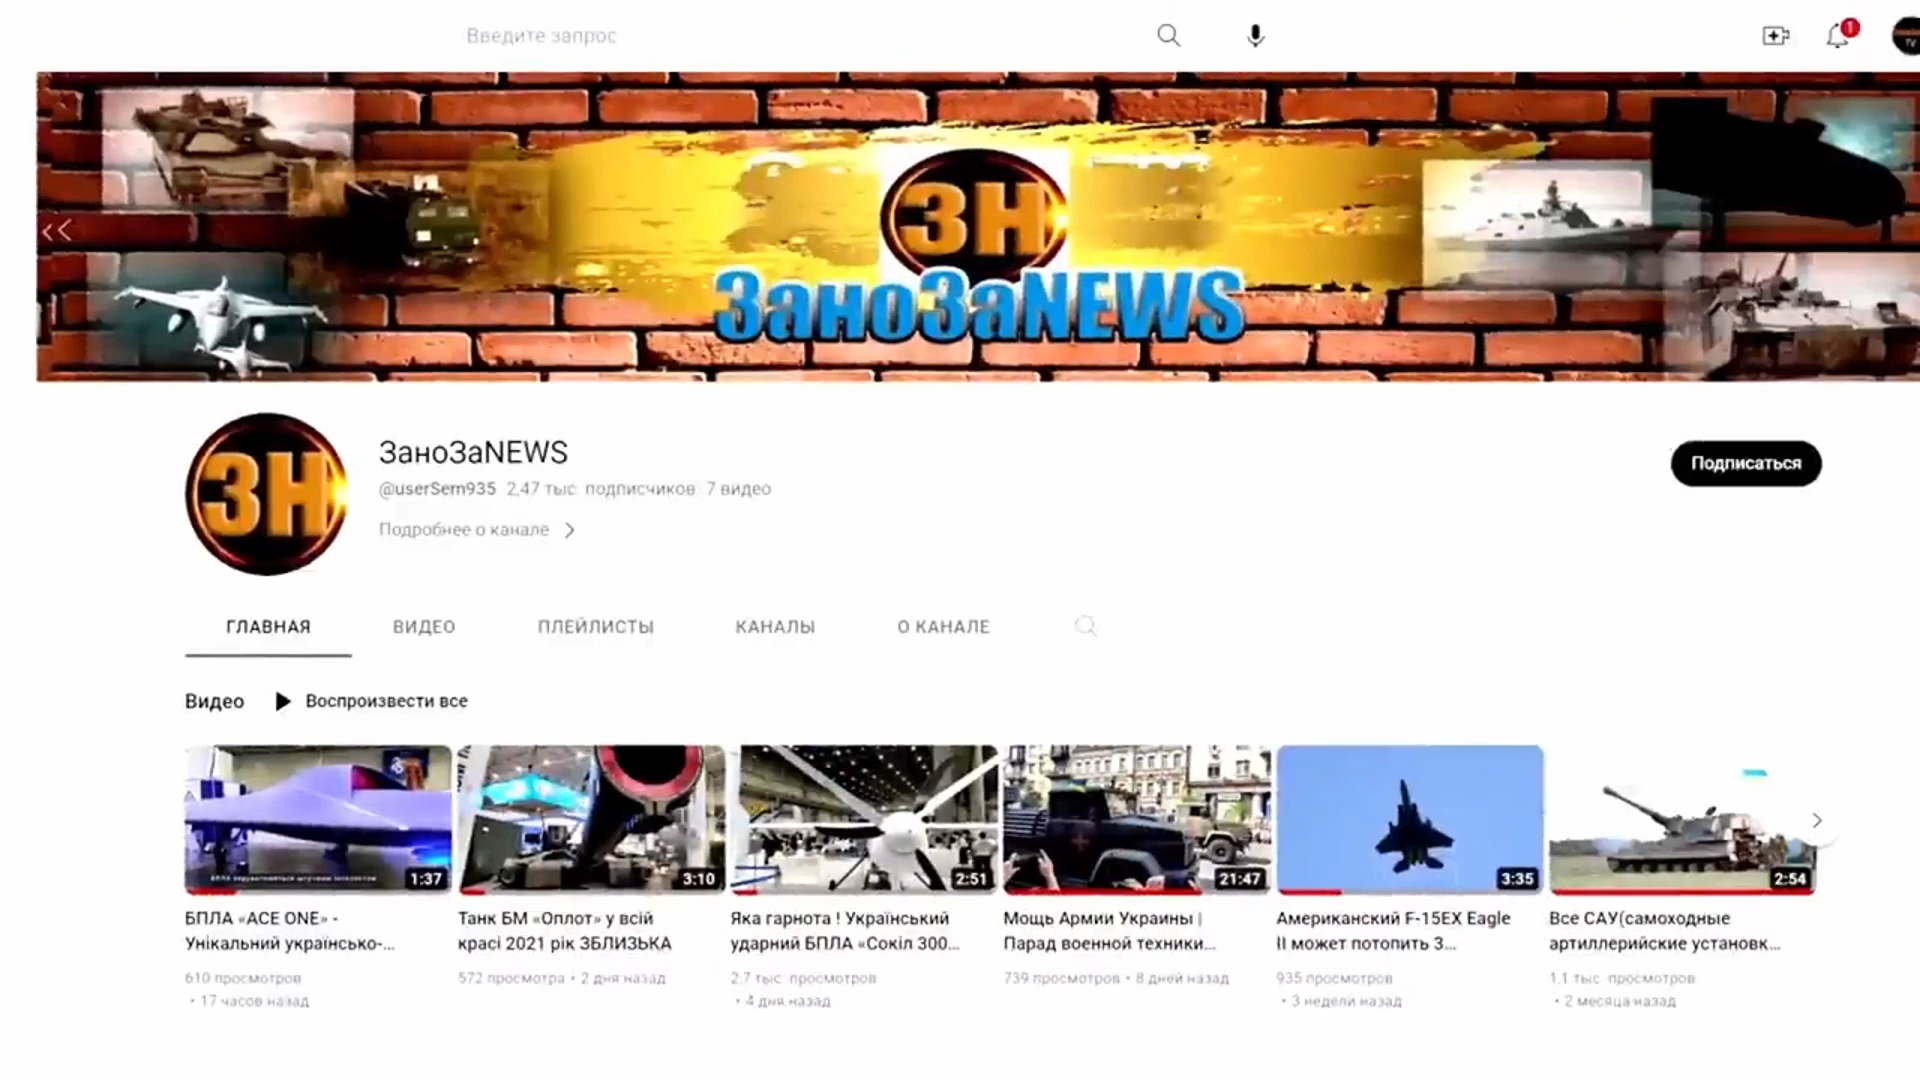 Введите запрос
1
TV
ЗН
ЗаноЗаNEWS
ЗН
ЗаноЗаNEWS
@userSem935 2,47 тыс. подписчиков 7 видео
Подробнее о канале
Подписаться
ГЛАВНАЯ ВИДЕО ПЛЕЙЛИСТЫ КАНАЛЫ О КАНАЛЕ
Видео Воспроизвести все
1:37 3:10 2:51 21:47 3:35 2:54
БПЛА «ACE ONE» -
Унікальний українсько-...
610 просмотров
• 17 часов назад
Танк БМ «Оплот» у всій
красі 2021 рік ЗБЛИЗЬКА
572 просмотра • 2 дня назад
Яка гарнота ! Український
ударний БПЛА «Сокіл 300...
2,7 тыс. просмотров
• 4 дня назад
Мощь Армии Украины |
Парад военной техники...
739 просмотров • 8 дней назад
Американский F-15EX Eagle
II может потопить 3...
935 просмотров
• 3 недели назад
Все САУ(самоходные
артиллерийские установк...
1,1 тыс. просмотров
• 2 месяца назад